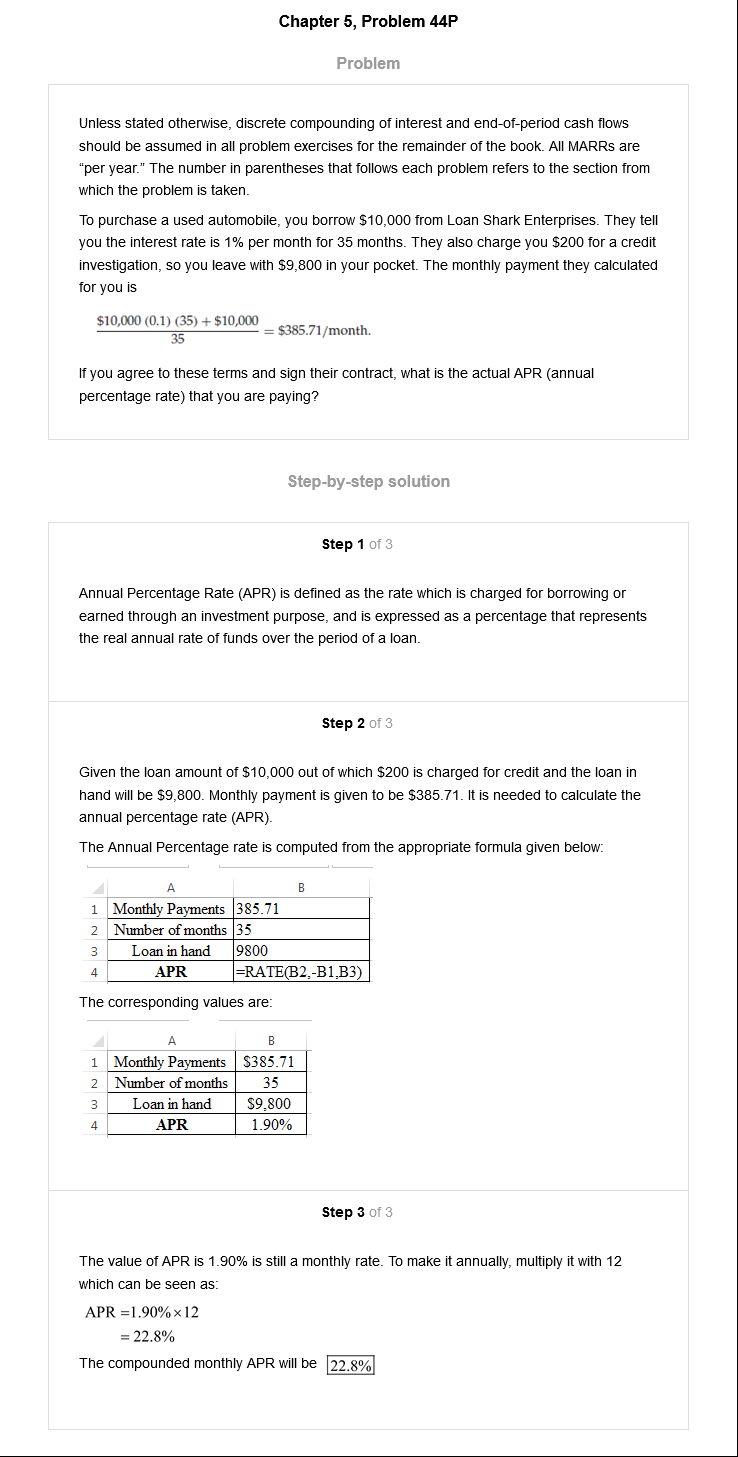 Chapter 5, Problem 44P
Problem
Unless stated otherwise, discrete compounding of interest and end-of-period cash flows
should be assumed in all problem exercises for the remainder of the book. All MARRs are
“per year.” The number in parentheses that follows each problem refers to the section from
which the problem is taken.
To purchase a used automobile, you borrow $10,000 from Loan Shark Enterprises. They tell
you the interest rate is 1% per month for 35 months. They also charge you $200 for a credit
investigation, so you leave with $9,800 in your pocket. The monthly payment they calculated
for you is
$10,000 (0.1) (35) + $10,000
35
= $385.71/month.
If you agree to these terms and sign their contract, what is the actual APR (annual
percentage rate) that you are paying?
Step-by-step solution
Step 1 of 3
Annual Percentage Rate (APR) is defined as the rate which is charged for borrowing or
earned through an investment purpose, and is expressed as a percentage that represents
the real annual rate of funds over the period of a loan.
Step 2 of 3
Given the loan amount of $10,000 out of which $200 is charged for credit and the loan in
hand will be $9,800. Monthly payment is given to be $385.71. It is needed to calculate the
annual percentage rate (APR).
The Annual Percentage rate is computed from the appropriate formula given below:
A B
1 Monthly Payments 385.71
2 Number of months 35
3 Loan in hand 9800
4 APR =RATE(B2,-B1,B3)
The corresponding values are:
A B
1 Monthly Payments $385.71
2 Number of months 35
3 Loan in hand $9,800
4 APR 1.90%
Step 3 of 3
The value of APR is 1.90% is still a monthly rate. To make it annually, multiply it with 12
which can be seen as:
APR =1.90%×12
= 22.8%
The compounded monthly APR will be 22.8%